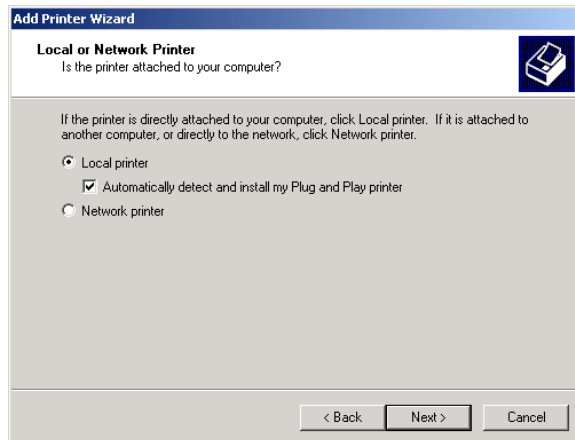 Add Printer Wizard
Local or Network Printer
Is the printer attached to your computer?
If the printer is directly attached to your computer, click Local printer. If it is attached to
another computer, or directly to the network, click Network printer.
Local printer
Automatically detect and install my Plug and Play printer
Network printer
< Back Next > Cancel